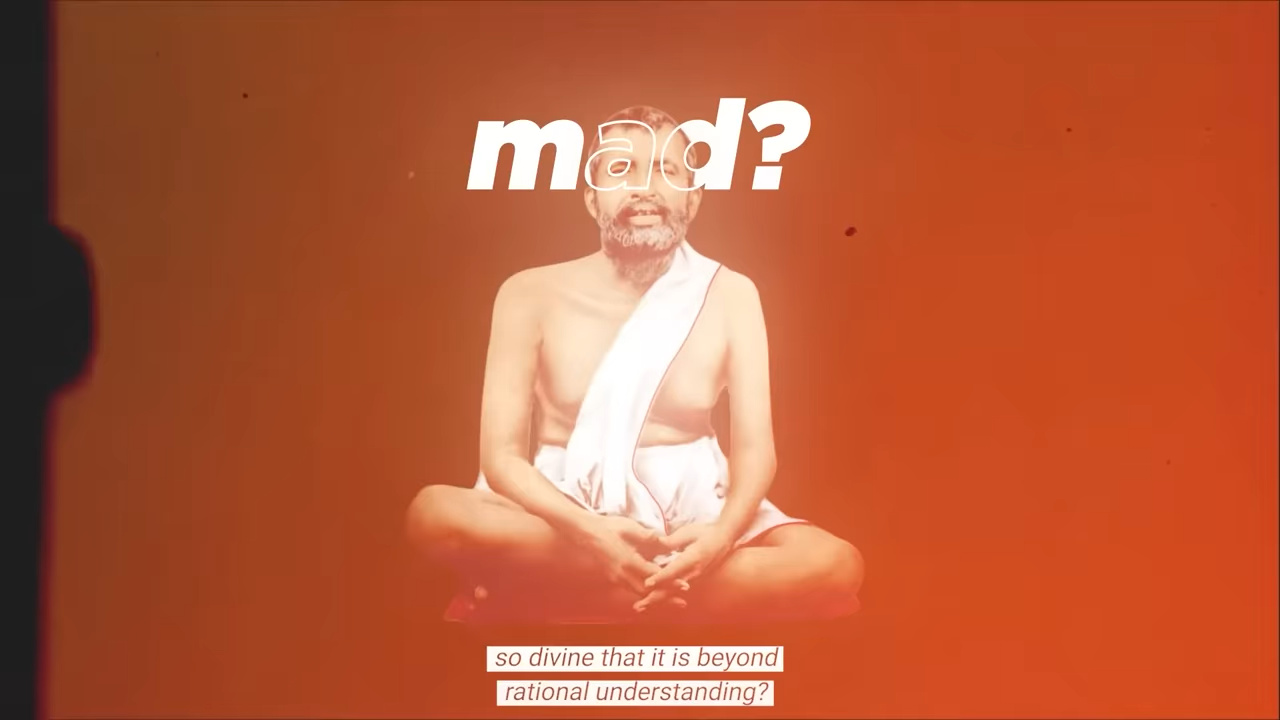 mad?
so divine that it is beyond
rational understanding?